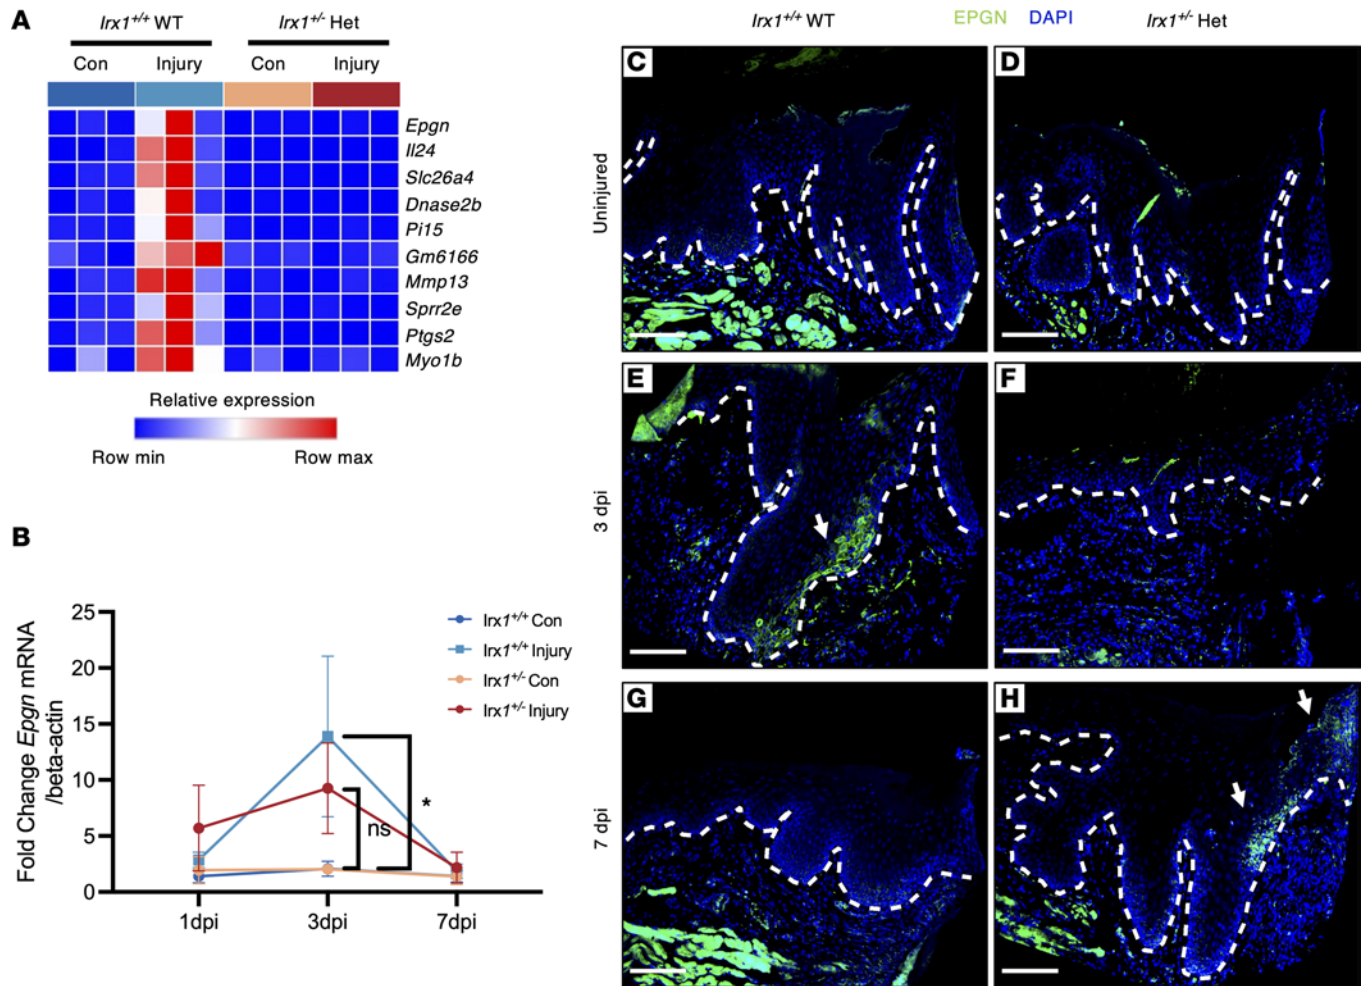 A
Irx1+/+ WT
Irx1+/- Het
Con
Injury
Con
Injury
Epgn
Il24
Slc26a4
Dnase2b
Pi15
Gm6166
Mmp13
Sprr2e
Ptgs2
Myo1b
Relative expression
Row min
Row max
B
Fold Change Epgn mRNA
/beta-actin
25
20
15
10
5
0
1dpi
3dpi
7dpi
Irx1+/+ Con
Irx1+/+ Injury
Irx1+/- Con
Irx1+/- Injury
*
ns
Irx1+/+ WT
EPGN DAPI
Irx1+/- Het
Uninjured
C
D
3 dpi
E
F
7 dpi
G
H